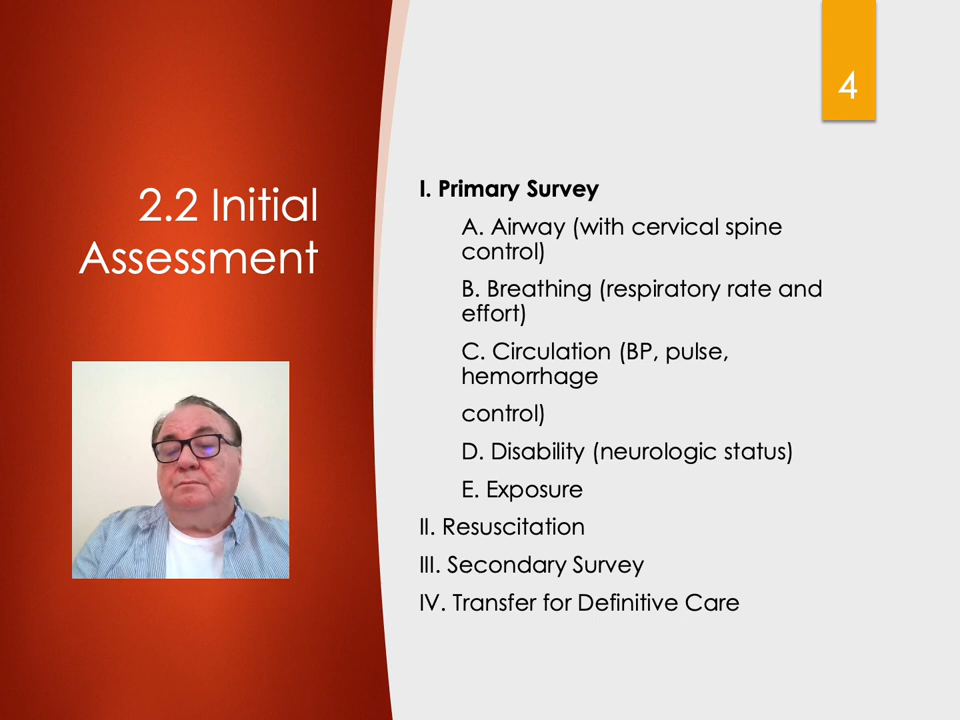 4
2.2 Initial
Assessment
I. Primary Survey
A. Airway (with cervical spine
control)
B. Breathing (respiratory rate and
effort)
C. Circulation (BP, pulse,
hemorrhage
control)
D. Disability (neurologic status)
E. Exposure
II. Resuscitation
III. Secondary Survey
IV. Transfer for Definitive Care